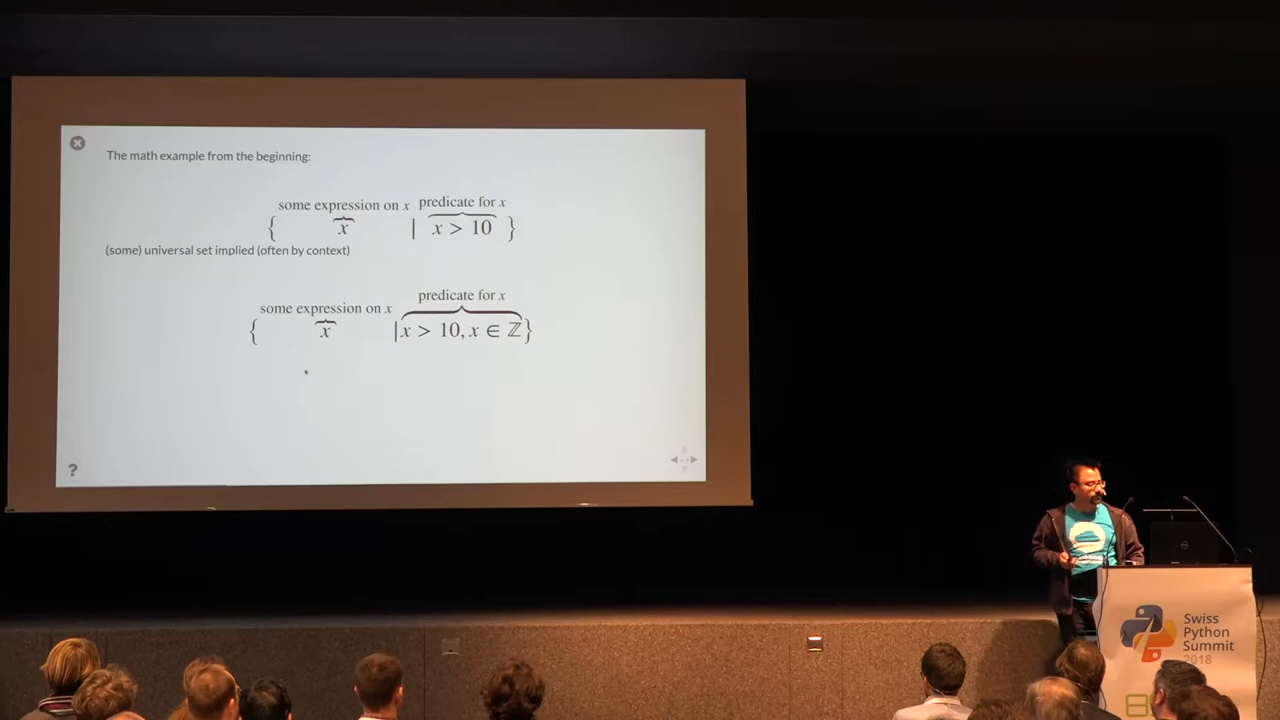 The math example from the beginning:
some expression on x predicate for x
{ x | x > 10 }
(some) universal set implied (often by context)
predicate for x
some expression on x
{ x | x > 10, x ∈ ℤ }
?
Swiss
Python
Summit
2018